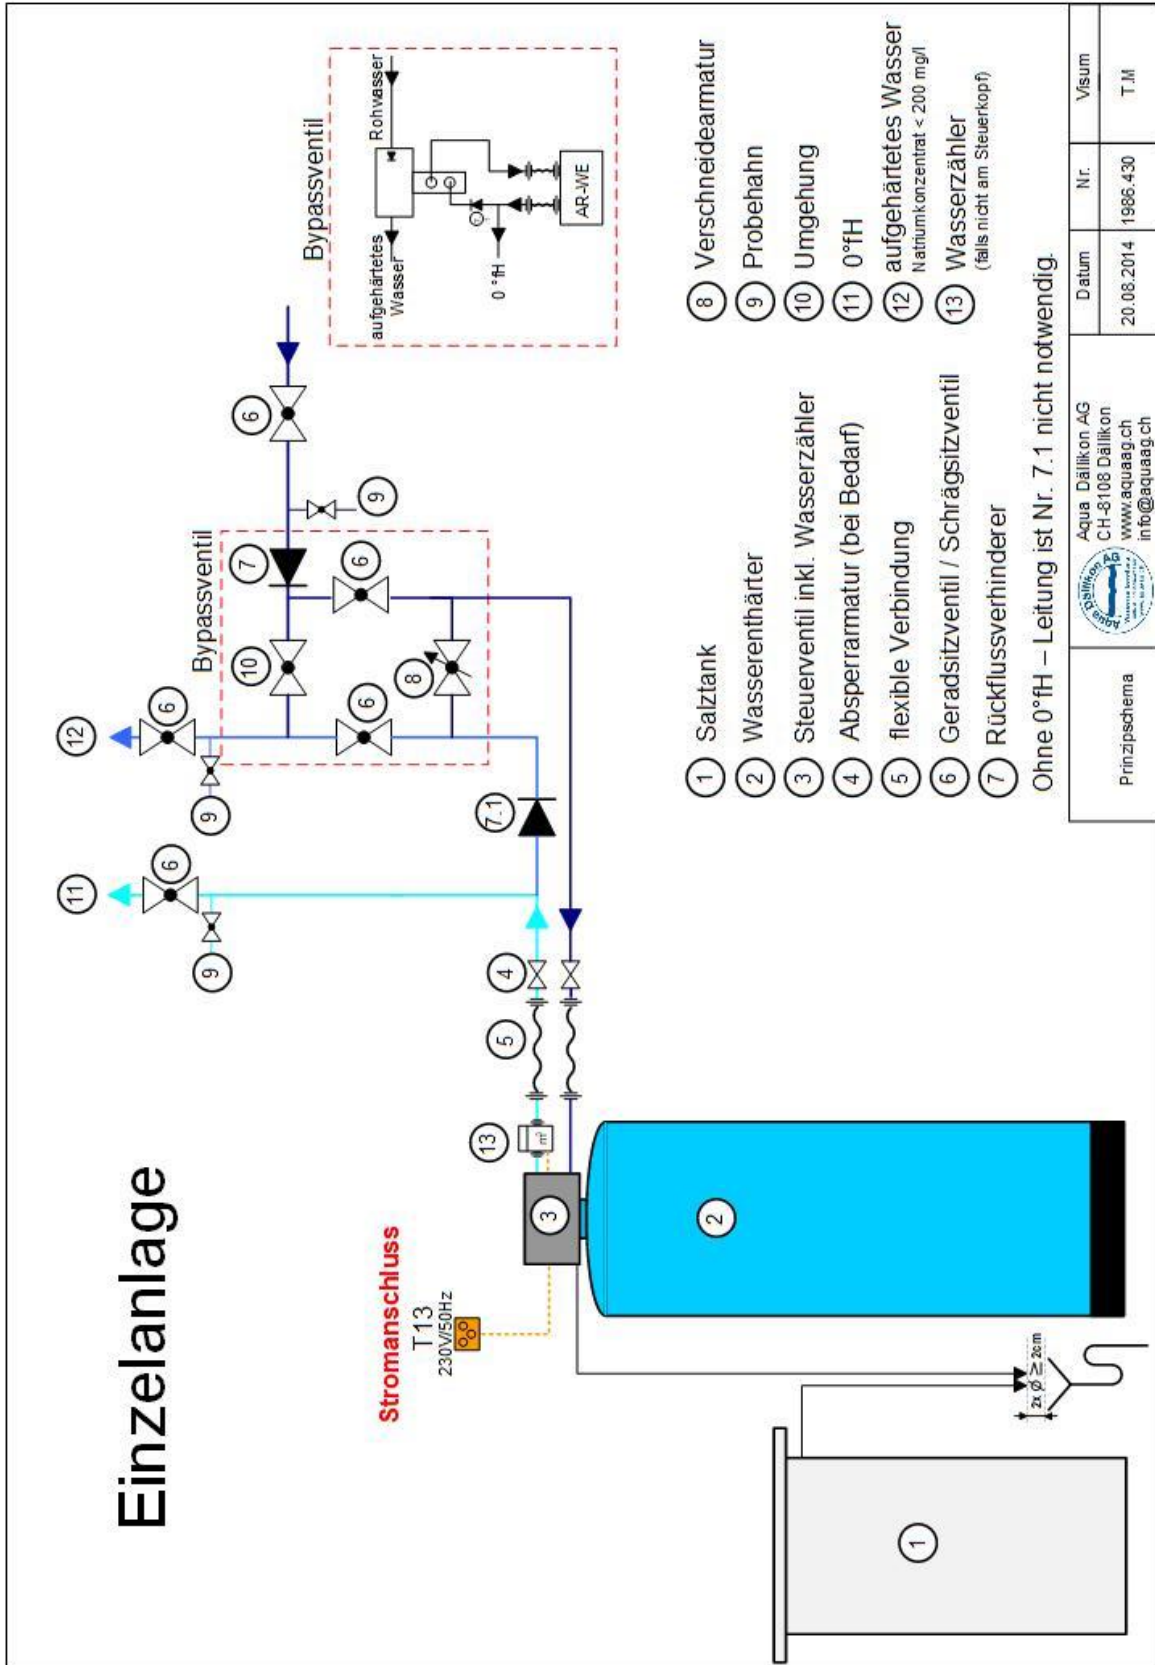 Einzelanlage
Stromanschluss
T13
230V/50Hz
11
12
9
6
9
6
Bypassventil
10
7
6
6
6
8
9
7.1
4
5
13
3
2
1
2x Ø ≥ 2cm
m³
Bypassventil
aufgehärtetes
Wasser
Rohwasser
0 °fH
AR-WE
1 Salztank
2 Wasserenthärter
3 Steuerventil inkl. Wasserzähler
4 Absperrarmatur (bei Bedarf)
5 flexible Verbindung
6 Geradsitzventil / Schrägsitzventil
7 Rückflussverhinderer
8 Verschneidearmatur
9 Probehahn
10 Umgehung
11 0°fH
12 aufgehärtetes Wasser
Natriumkonzentrat < 200 mg/l
13 Wasserzähler
(falls nicht am Steuerkopf)
Ohne 0°fH – Leitung ist Nr. 7.1 nicht notwendig.
Prinzipschema
Aqua Dällikon AG
Aqua Dällikon AG
CH-8108 Dällikon
www.aquaag.ch
info@aquaag.ch
Datum
Nr.
Visum
20.08.2014
1986.430
T.M